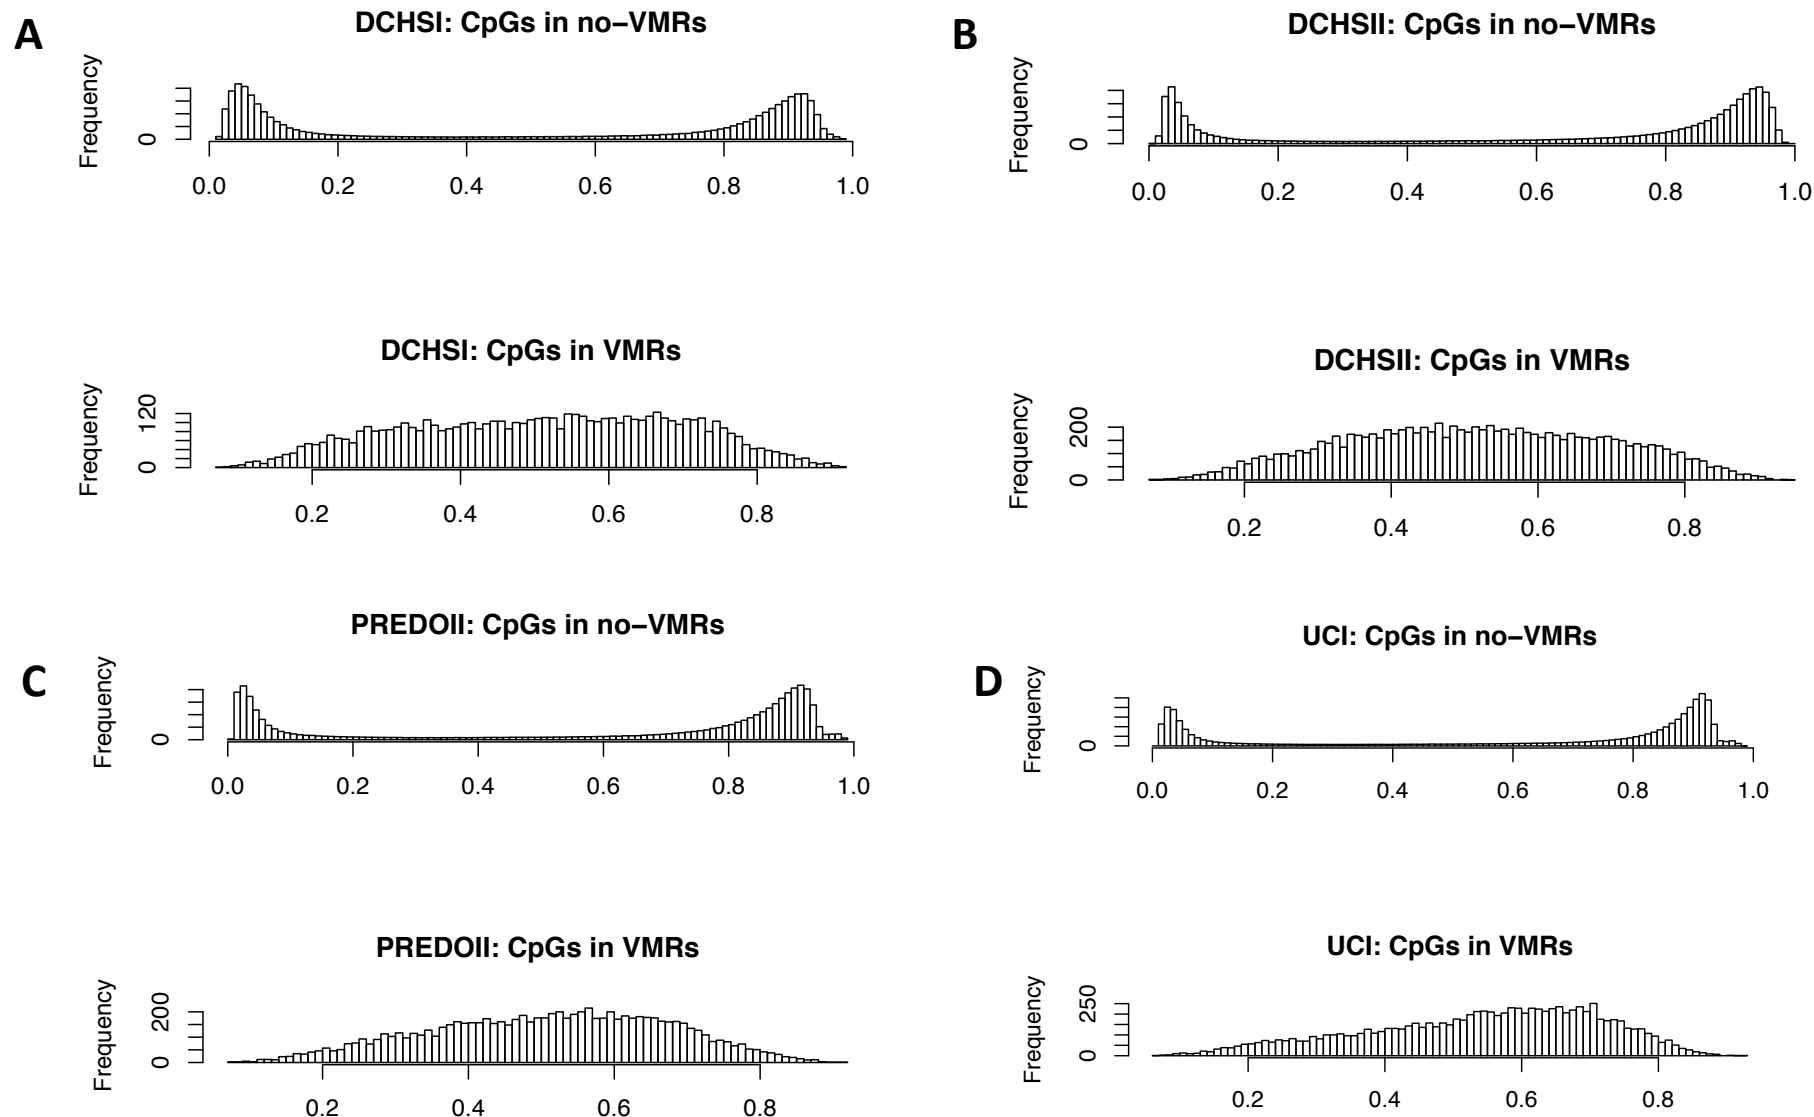 A
DCHSI: CpGs in no−VMRs
Frequency
0
0.0 0.2 0.4 0.6 0.8 1.0
DCHSI: CpGs in VMRs
Frequency
0 120
0.2 0.4 0.6 0.8
B
DCHSII: CpGs in no−VMRs
Frequency
0
0.0 0.2 0.4 0.6 0.8 1.0
DCHSII: CpGs in VMRs
Frequency
0 200
0.2 0.4 0.6 0.8
C
PREDOII: CpGs in no−VMRs
Frequency
0
0.0 0.2 0.4 0.6 0.8 1.0
PREDOII: CpGs in VMRs
Frequency
0 200
0.2 0.4 0.6 0.8
D
UCI: CpGs in no−VMRs
Frequency
0
0.0 0.2 0.4 0.6 0.8 1.0
UCI: CpGs in VMRs
Frequency
0 250
0.2 0.4 0.6 0.8